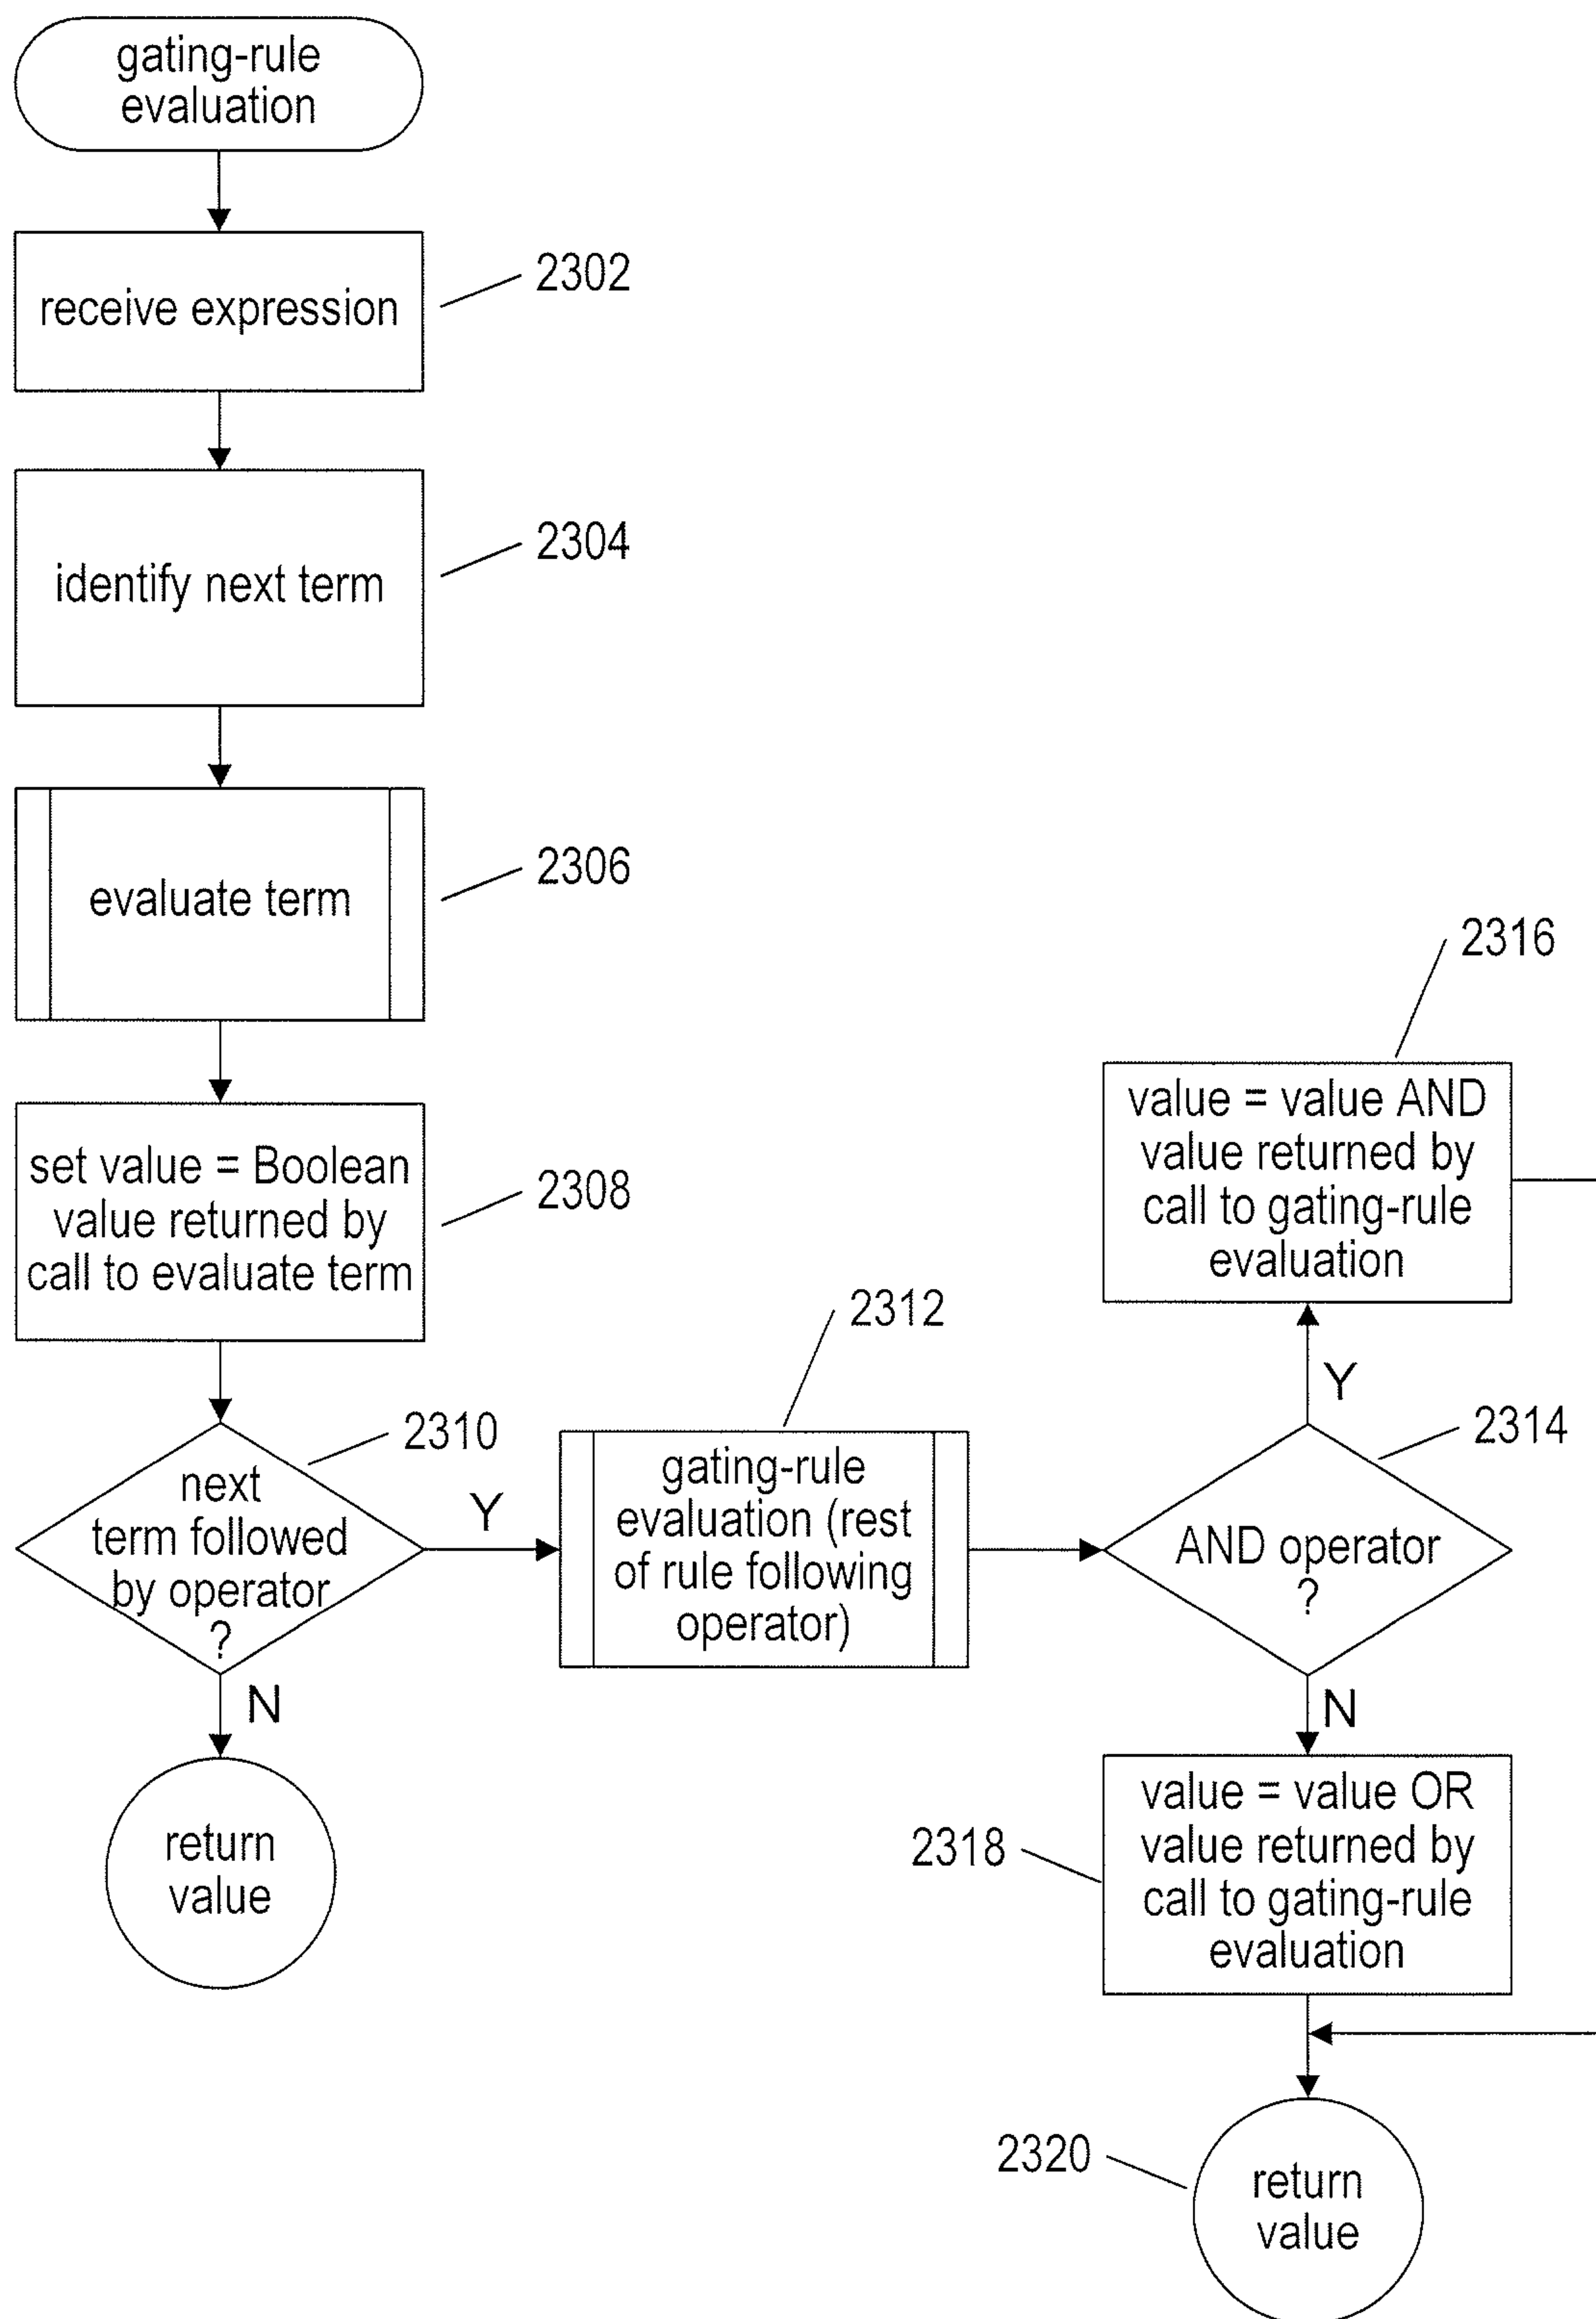 gating-rule
evaluation
receive expression
2302
identify next term
2304
evaluate term
2306
set value = Boolean
value returned by
call to evaluate term
2308
next
term followed
by operator
?
2310
Y
N
return
value
gating-rule
evaluation (rest
of rule following
operator)
2312
AND operator
?
2314
Y
N
value = value AND
value returned by
call to gating-rule
evaluation
2316
value = value OR
value returned by
call to gating-rule
evaluation
2318
return
value
2320